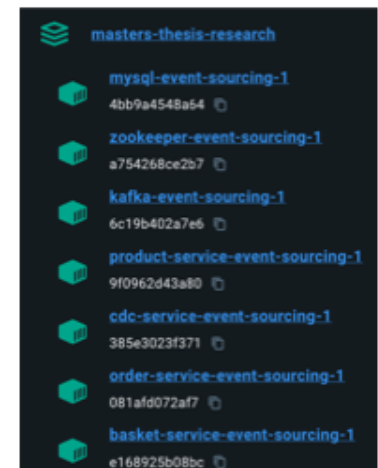 masters-thesis-research
mysql-event-sourcing-1
4bb9a4548a64
zookeeper-event-sourcing-1
a754268ce2b7
kafka-event-sourcing-1
6c19b402a7e6
product-service-event-sourcing-1
9f0962d43a80
cdc-service-event-sourcing-1
385e3023f371
order-service-event-sourcing-1
081afd072af7
basket-service-event-sourcing-1
e168925b08bc